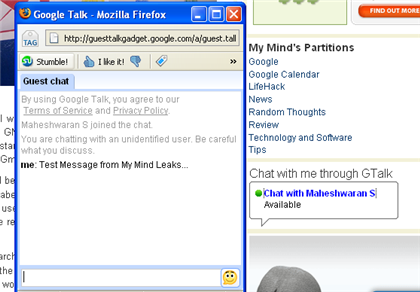 Google Talk - Mozilla Firefox
TAG
http://guesttalkgadget.google.com/a/guest.tall
Stumble!
I like it!
»
Guest chat
By using Google Talk, you agree to our
Terms of Service and Privacy Policy.
Maheshwaran S joined the chat.
You are chatting with an unidentified user. Be careful
what you discuss.
me: Test Message from My Mind Leaks...
FIND OUT MORE
My Mind's Partitions
Google
Google Calendar
LifeHack
News
Random Thoughts
Review
Technology and Software
Tips
Chat with me through GTalk
Chat with Maheshwaran S
Available